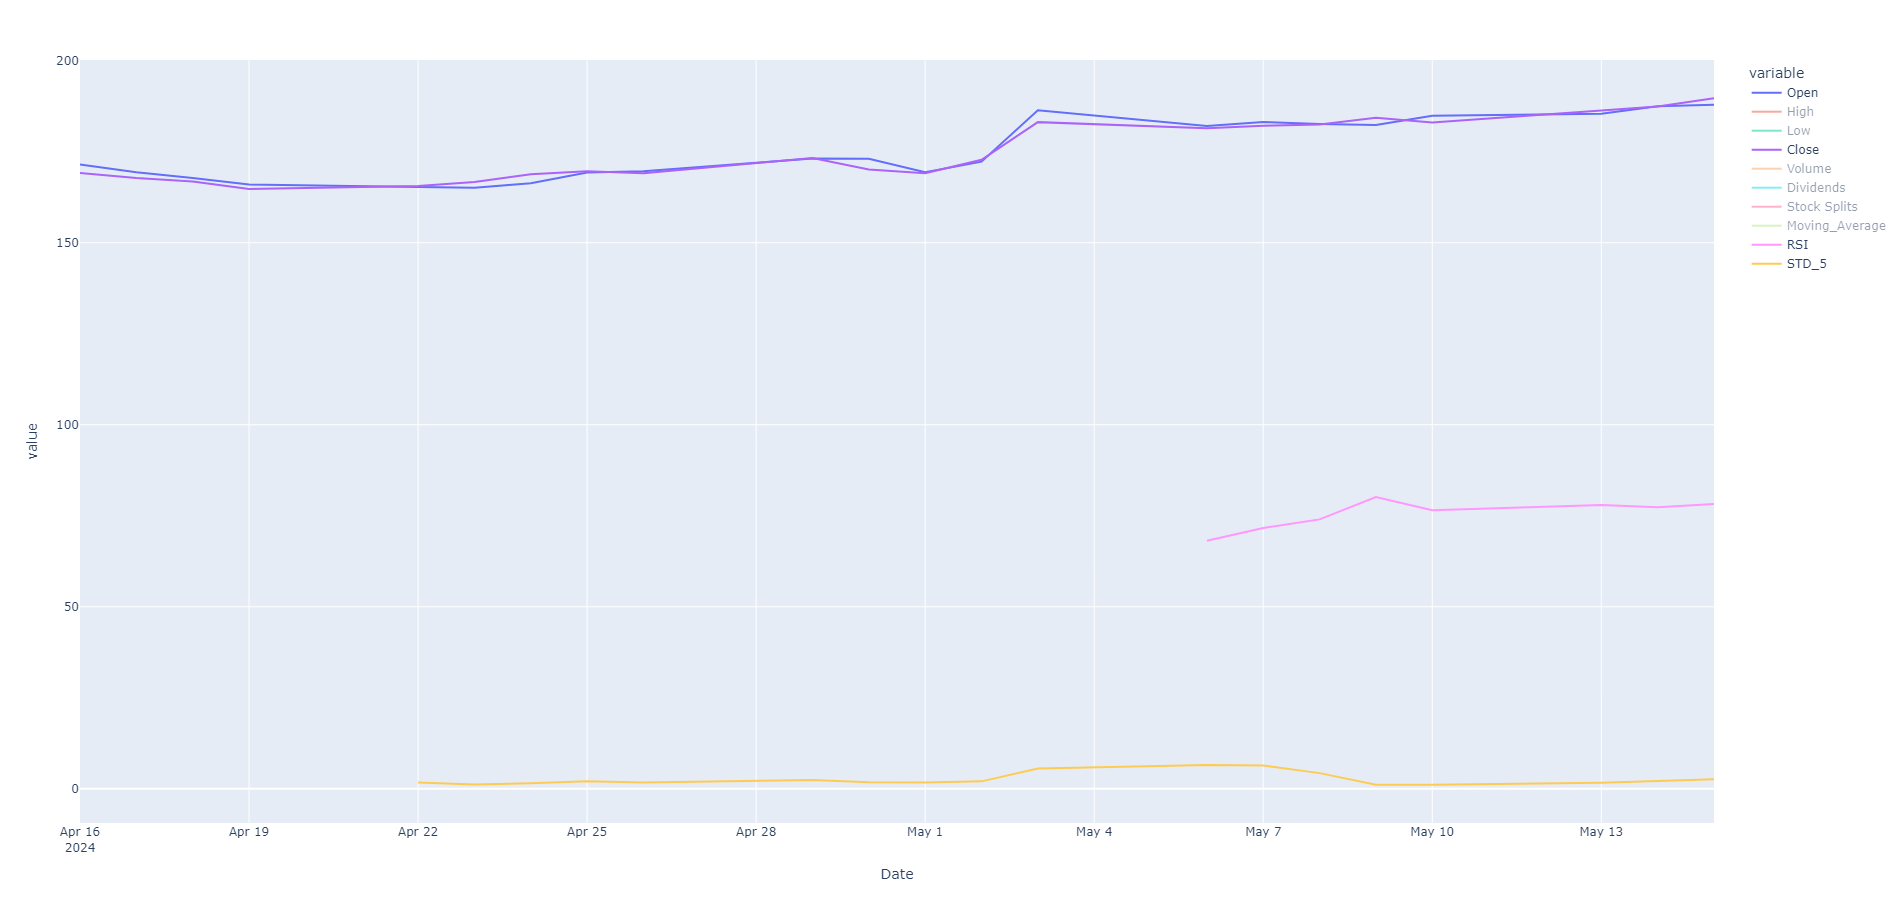 200
150
100
50
0
value
Apr 16
2024
Apr 19
Apr 22
Apr 25
Apr 28
May 1
May 4
May 7
May 10
May 13
Date
variable
Open
High
Low
Close
Volume
Dividends
Stock Splits
Moving_Average
RSI
STD_5